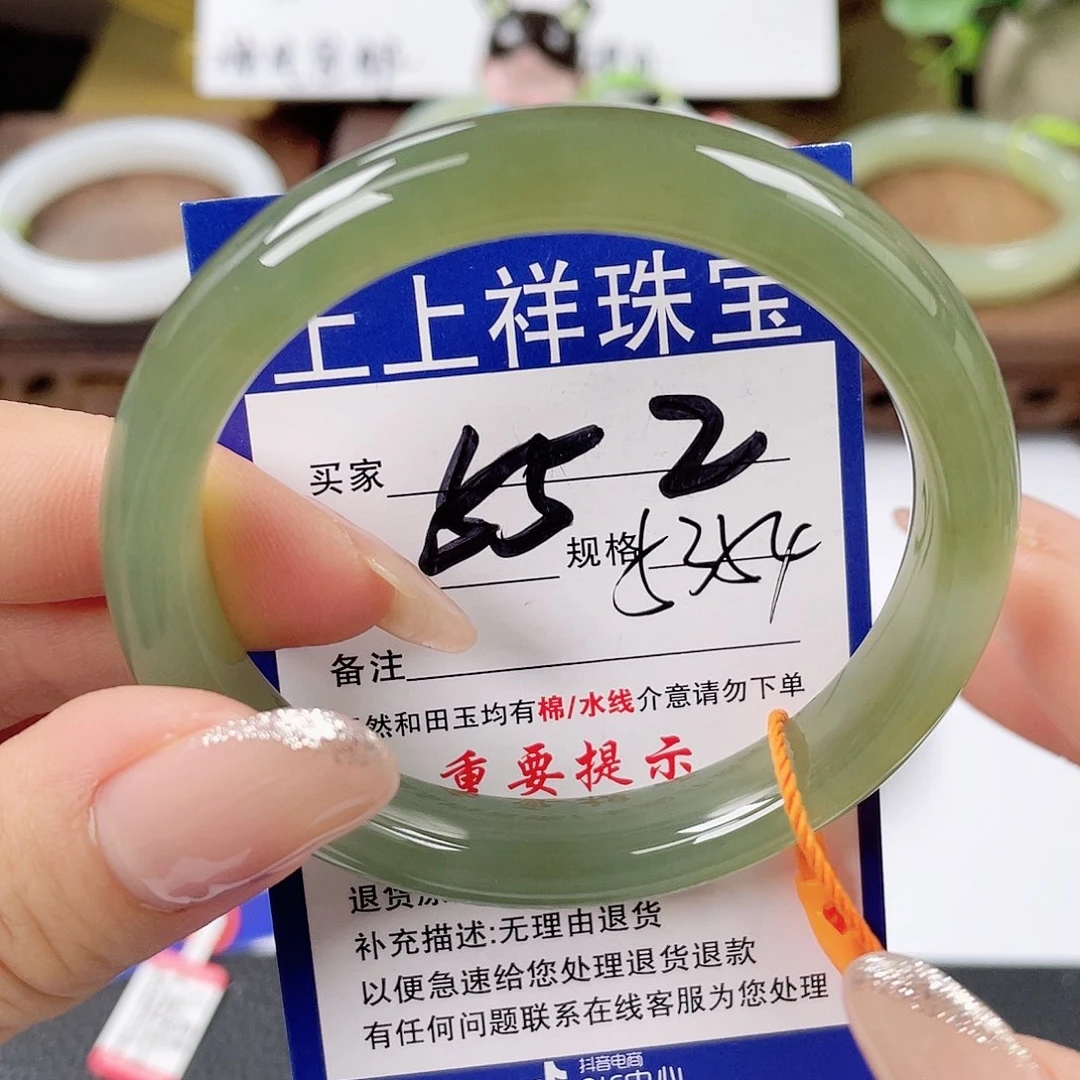 上上祥珠宝
买家
652
规格
备注
然和田玉均有棉/水线介意请勿下单
重要提示
退货
补充描述:无理由退货
以便急速给您处理退货退款
有任何问题联系在线客服为您处理
抖音电商